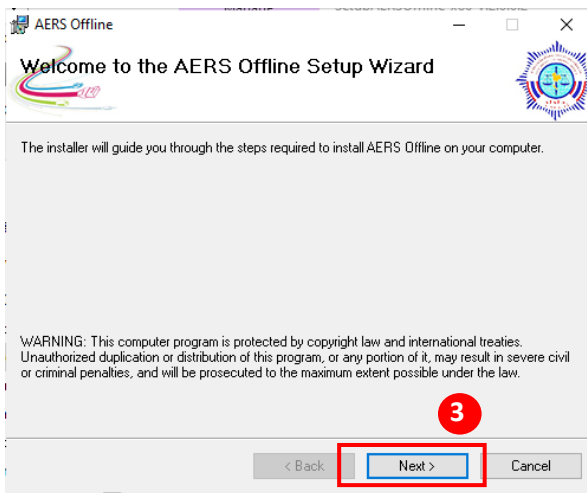 AERS Offline
Welcome to the AERS Offline Setup Wizard
The installer will guide you through the steps required to install AERS Offline on your computer.
WARNING: This computer program is protected by copyright law and international treaties.
Unauthorized duplication or distribution of this program, or any portion of it, may result in severe civil
or criminal penalties, and will be prosecuted to the maximum extent possible under the law.
3
< Back
Next >
Cancel